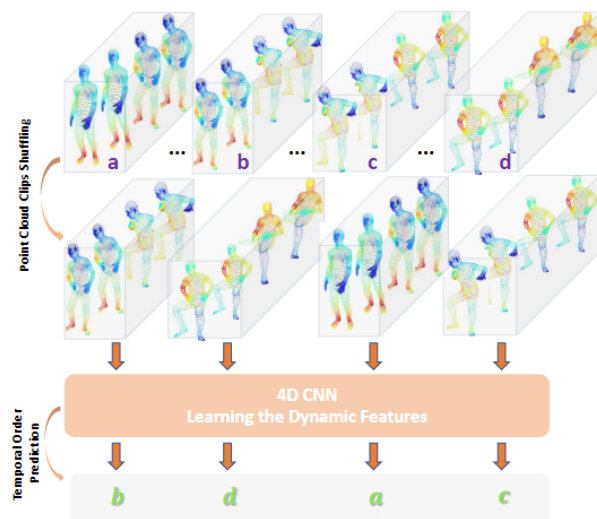 a ... b ... c ... d
Point Cloud Clips Shuffling
4D CNN
Learning the Dynamic Features
Temporal Order
Prediction
b d a c